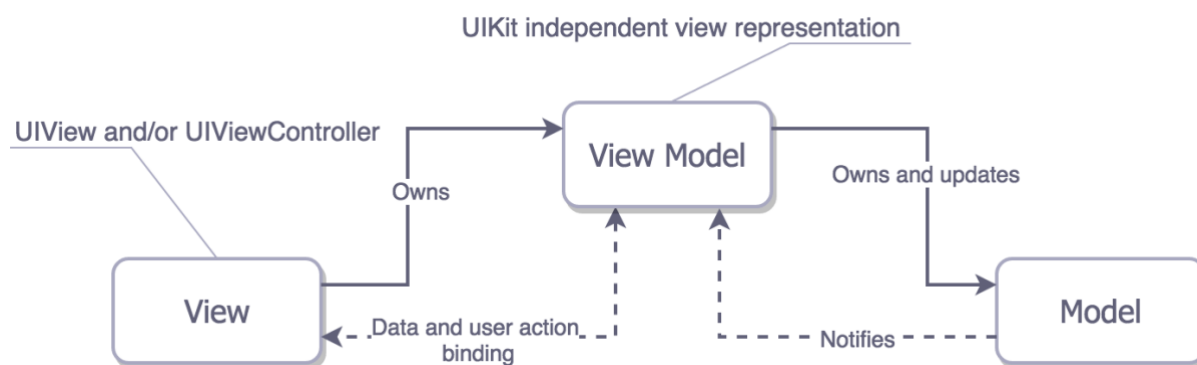 UIKit independent view representation
UIView and/or UIViewController
View Model
Owns
Owns and updates
View
Data and user action
binding
Notifies
Model